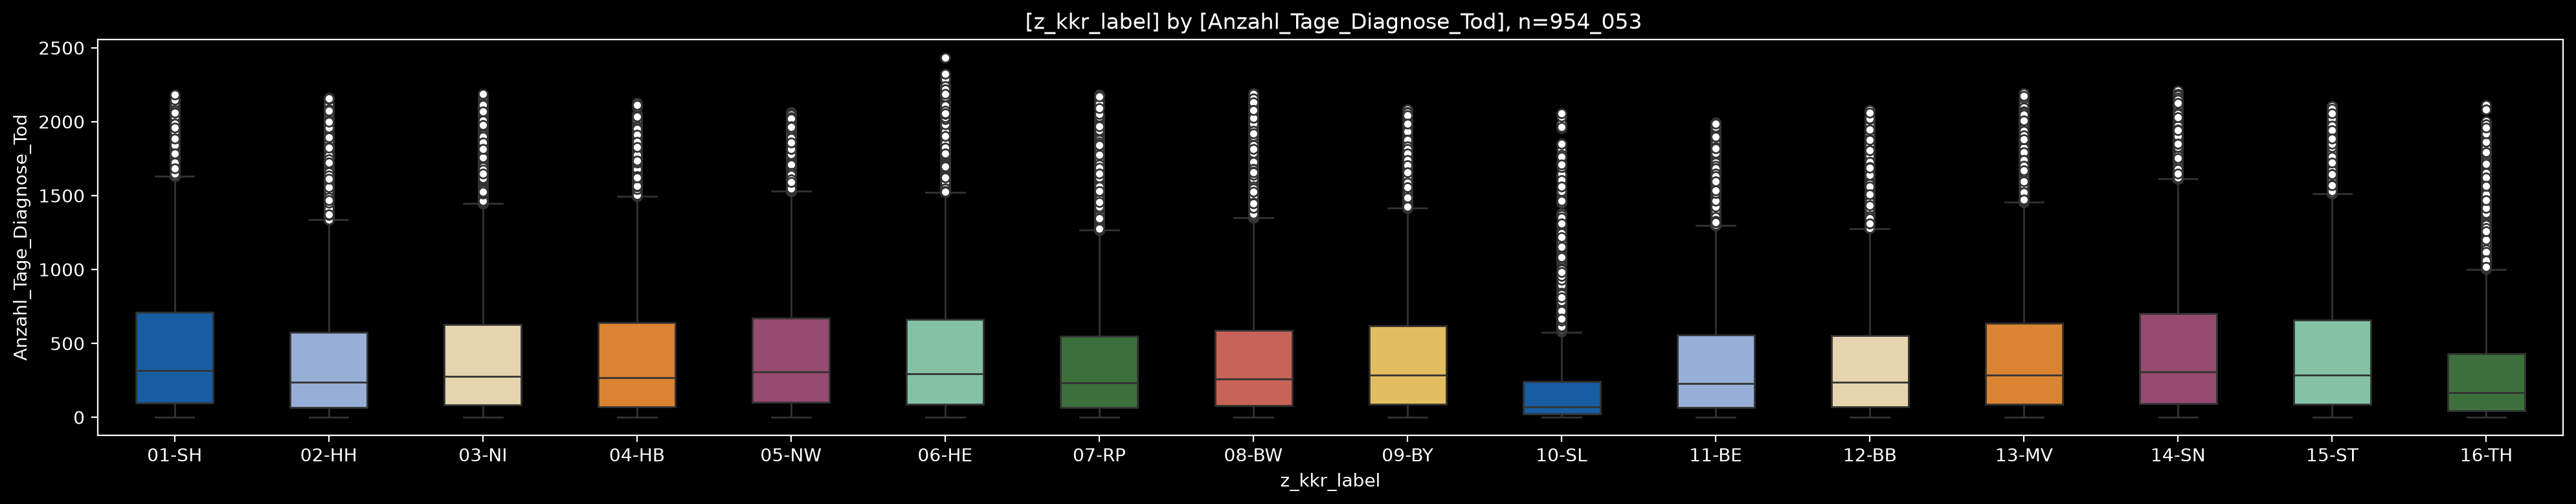 [z_kkr_label] by [Anzahl_Tage_Diagnose_Tod], n=954_053
Anzahl_Tage_Diagnose_Tod
2500
2000
1500
1000
500
0
01-SH 02-HH 03-NI 04-HB 05-NW 06-HE 07-RP 08-BW 09-BY 10-SL 11-BE 12-BB 13-MV 14-SN 15-ST 16-TH
z_kkr_label